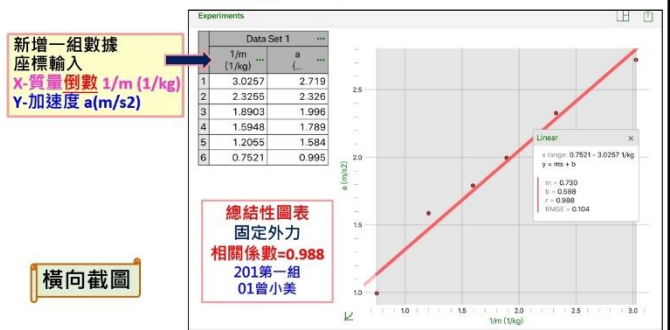 新增一組數據
座標輸入
X-質量倒數 1/m (1/kg)
Y-加速度 a(m/s2)
Experiments
Data Set 1 ...
1/m (1/kg) ... a (... ...
1 3.0257 2.719
2 2.3255 2.326
3 1.8903 1.996
4 1.5948 1.789
5 1.2055 1.584
6 0.7521 0.995
總結性圖表
固定外力
相關係數=0.988
201第一組
01曾小美
橫向截圖
a (m/s2)
2.5
2.0
1.5
1.0
Linear ×
x range: 0.7521 - 3.0257 1/kg
y = mx + b
m = 0.730
b = 0.588
r = 0.988
RMSE = 0.104
1.0 1.5 2.0 2.5 3.0
1/m (1/kg)